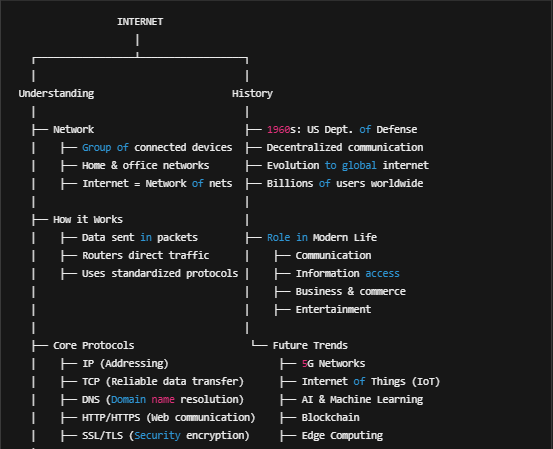 INTERNET
Understanding History
Network 1960s: US Dept. of Defense
Group of connected devices Decentralized communication
Home & office networks Evolution to global internet
Internet = Network of nets Billions of users worldwide
How it Works
Data sent in packets Role in Modern Life
Routers direct traffic Communication
Uses standardized protocols Information access
Business & commerce
Entertainment
Core Protocols Future Trends
IP (Addressing) 5G Networks
TCP (Reliable data transfer) Internet of Things (IoT)
DNS (Domain name resolution) AI & Machine Learning
HTTP/HTTPS (Web communication) Blockchain
SSL/TLS (Security encryption) Edge Computing